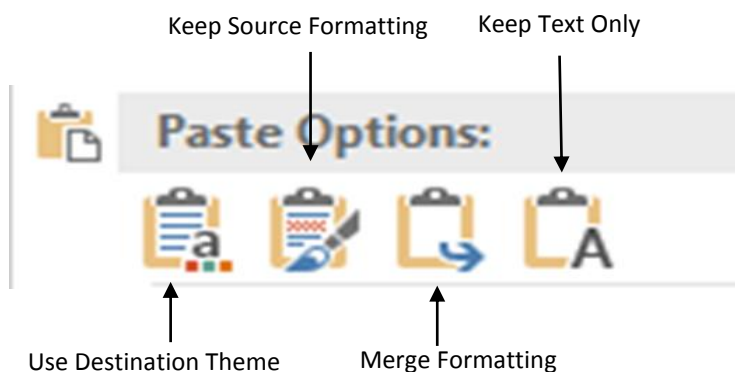 Keep Source Formatting
Keep Text Only
Paste Options:
a
A
Use Destination Theme
Merge Formatting